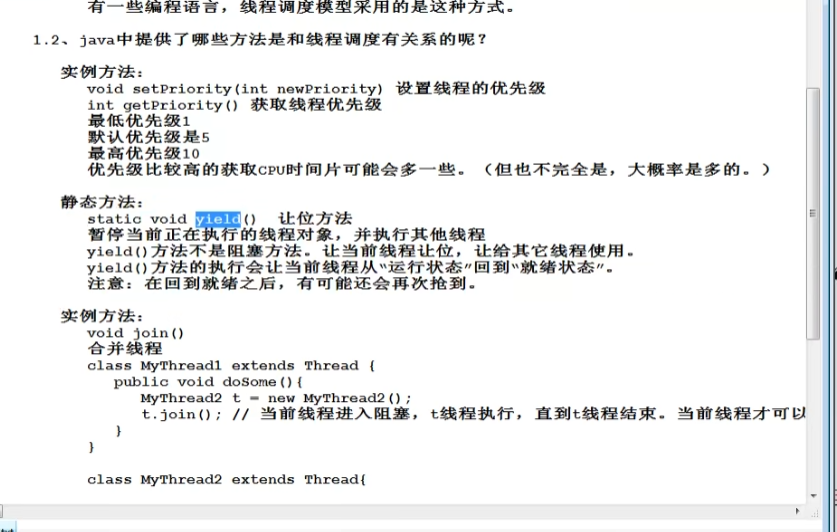 有一些编程语言，线程调度模型采用的是这种方式。
1.2、java中提供了哪些方法是和线程调度有关系的呢？
实例方法：
void setPriority(int newPriority) 设置线程的优先级
int getPriority() 获取线程优先级
最低优先级1
默认优先级是5
最高优先级10
优先级比较高的获取CPU时间片可能会多一些。（但也不完全是，大概率是多的。）
静态方法：
static void yield() 让位方法
暂停当前正在执行的线程对象，并执行其他线程
yield()方法不是阻塞方法。让当前线程让位，让给其它线程使用。
yield()方法的执行会让当前线程从“运行状态”回到“就绪状态”。
注意：在回到就绪之后，有可能还会再次抢到。
实例方法：
void join()
合并线程
class MyThread1 extends Thread {
public void doSome(){
MyThread2 t = new MyThread2();
t.join(); // 当前线程进入阻塞，t线程执行，直到t线程结束。当前线程才可以
}
}
class MyThread2 extends Thread{